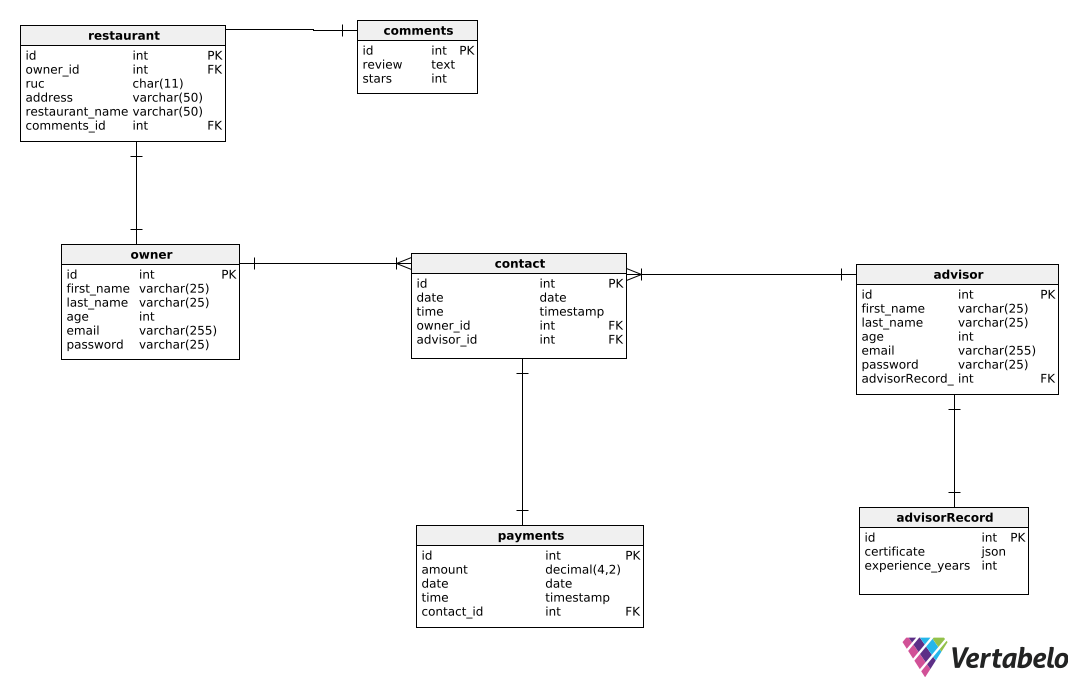 restaurant
id int PK
owner_id int FK
ruc char(11)
address varchar(50)
restaurant_name varchar(50)
comments_id int FK
comments
id int PK
review text
stars int
owner
id int PK
first_name varchar(25)
last_name varchar(25)
age int
email varchar(255)
password varchar(25)
contact
id int PK
date date
time timestamp
owner_id int FK
advisor_id int FK
advisor
id int PK
first_name varchar(25)
last_name varchar(25)
age int
email varchar(255)
password varchar(25)
advisorRecord_ int FK
payments
id int PK
amount decimal(4,2)
date date
time timestamp
contact_id int FK
advisorRecord
id int PK
certificate json
experience_years int
Vertabelo